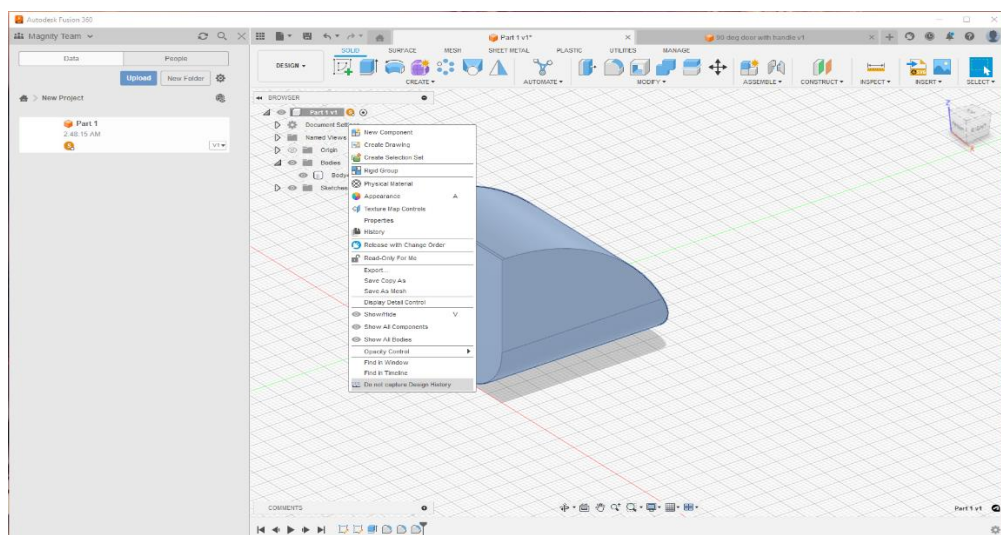 Autodesk Fusion 360
Magnity Team
Part 1 v1*
90 deg door with handle v1
Data
People
Upload
New Folder
New Project
Part 1
2:48:15 AM
V1
DESIGN
SOLID
SURFACE
MESH
SHEET METAL
PLASTIC
UTILITIES
MANAGE
CREATE
AUTOMATE
MODIFY
ASSEMBLE
CONSTRUCT
INSPECT
INSERT
SELECT
BROWSER
Part 1 v1
Document Set
Named Views
Origin
Bodies
Body
Sketches
New Component
Create Drawing
Create Selection Set
Rigid Group
Physical Material
Appearance A
Texture Map Controls
Properties
History
Release with Change Order
Read-Only For Me
Export...
Save Copy As
Save As Mesh
Display Detail Control
Show/Hide V
Show All Components
Show All Bodies
Opacity Control
Find in Window
Find in Timeline
Do not capture Design History
Z
X
COMMENTS
Part 1 v1